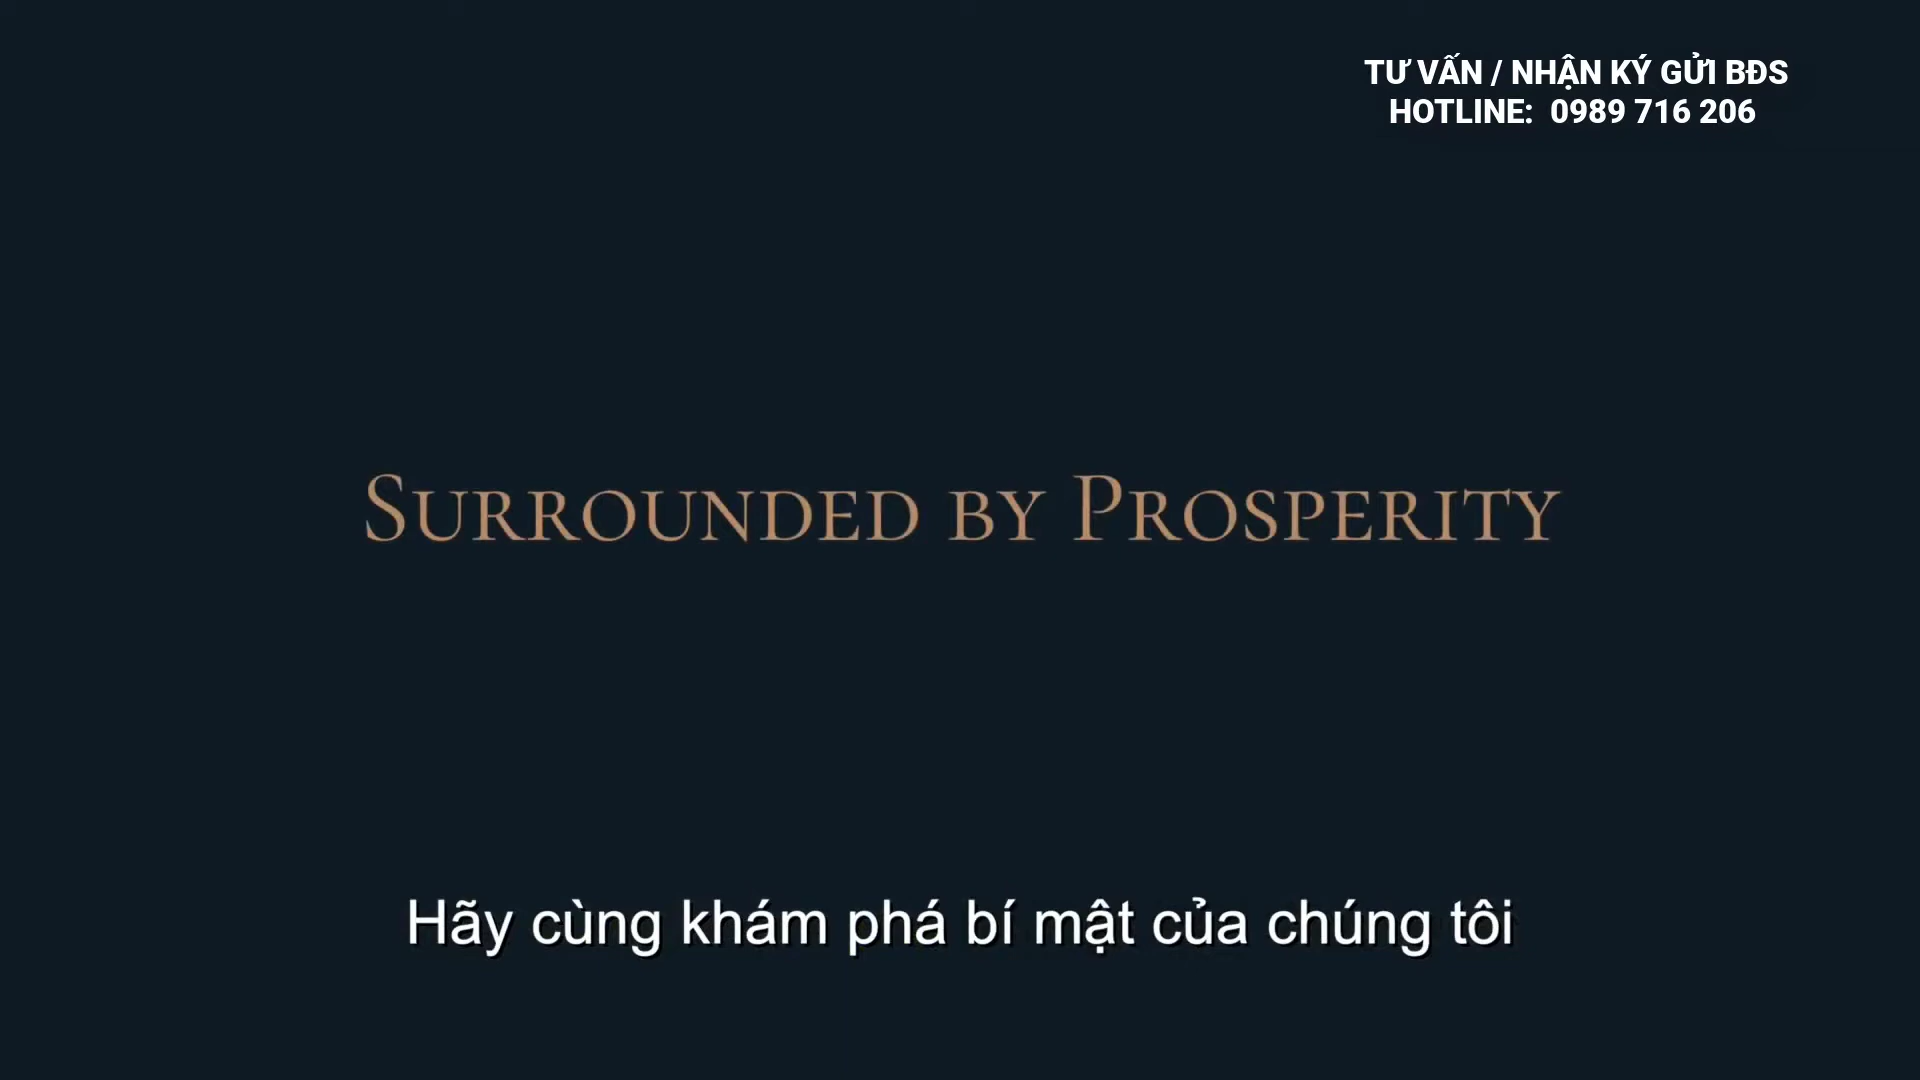 TƯ VẤN / NHẬN KÝ GỬI BĐS
HOTLINE: 0989 716 206
SURROUNDED BY PROSPERITY
Hãy cùng khám phá bí mật của chúng tôi